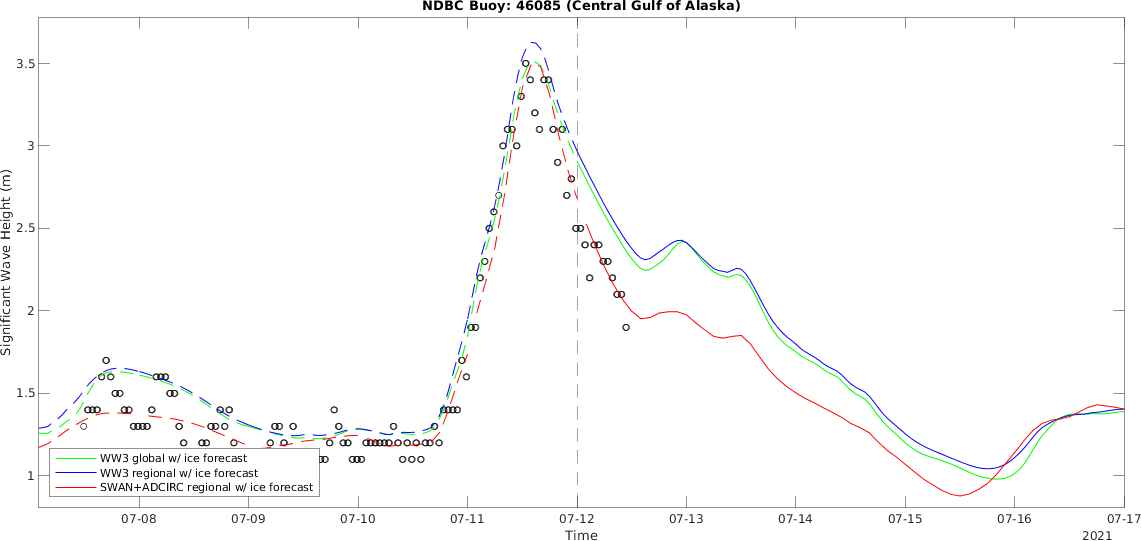 NDBC Buoy: 46085 (Central Gulf of Alaska)
Significant Wave Height (m)
3.5
3
2.5
2
1.5
1
WW3 global w/ ice forecast
WW3 regional w/ ice forecast
SWAN+ADCIRC regional w/ ice forecast
07-08 07-09 07-10 07-11 07-12 07-13 07-14 07-15 07-16 07-17
Time
2021